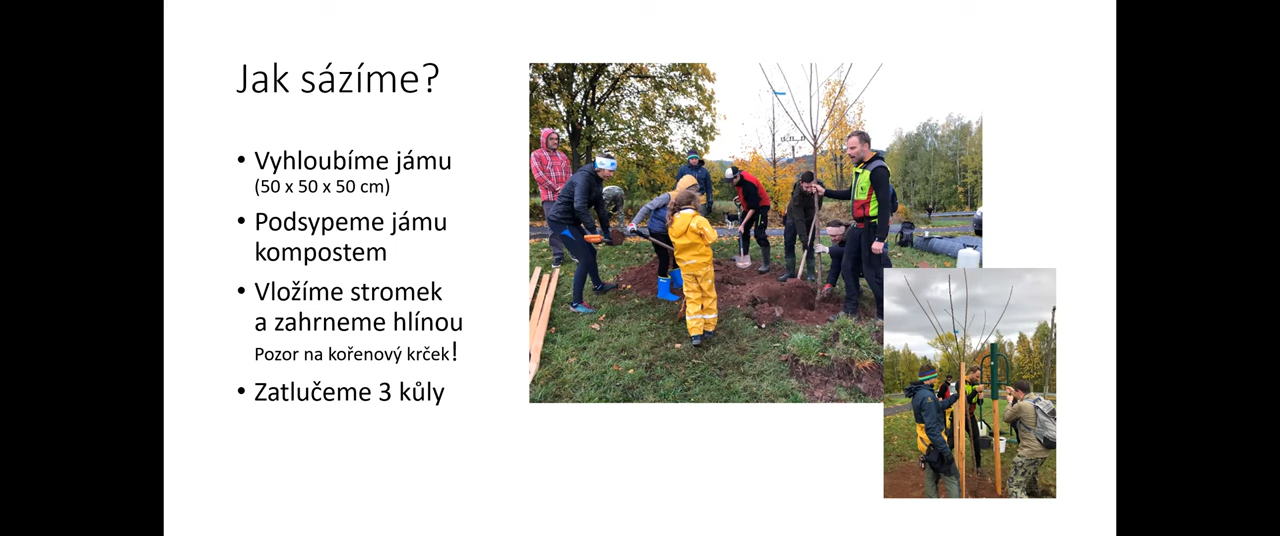 Jak sázíme?
• Vyhloubíme jámu
(50 x 50 x 50 cm)
• Podsypeme jámu
kompostem
• Vložíme stromek
a zahrneme hlínou
Pozor na kořenový krček!
• Zatlučeme 3 kůly